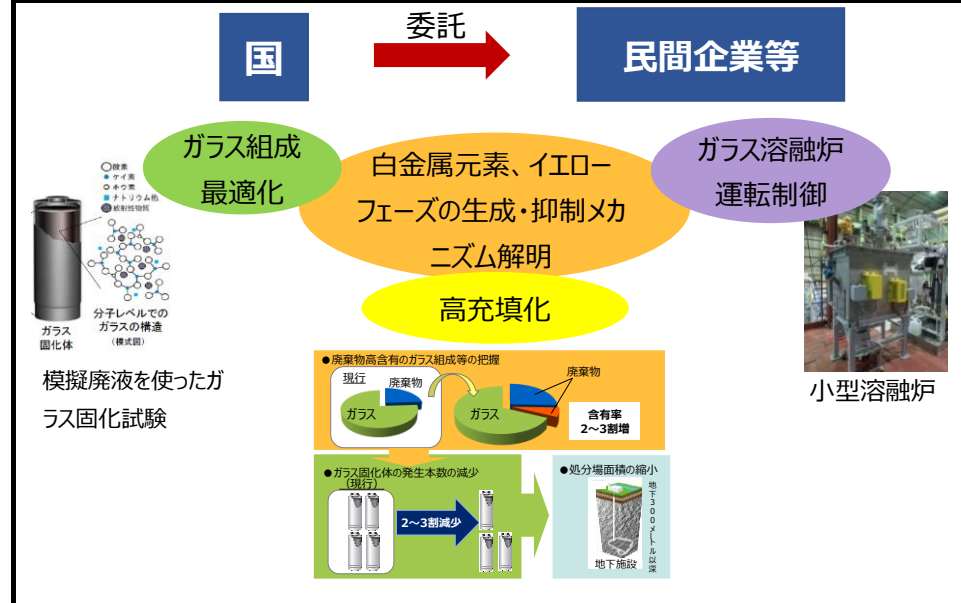 国
委託
民間企業等
ガラス組成
最適化
白金属元素、イエロー
フェーズの生成・抑制メカ
ニズム解明
ガラス溶融炉
運転制御
高充填化
○酸素
●ケイ素
○ホウ素
■ナトリウム他
放射性物質
ガラス
固化体
分子レベルでの
ガラスの構造
(模式図)
模擬廃液を使ったガ
ラス固化試験
小型溶融炉
●廃棄物高含有のガラス組成等の把握
現行
廃棄物
ガラス
廃棄物
ガラス
含有率
2～3割増
●ガラス固化体の発生本数の減少
(現行)
2～3割減少
●処分場面積の縮小
地下300メートル以深
地下施設